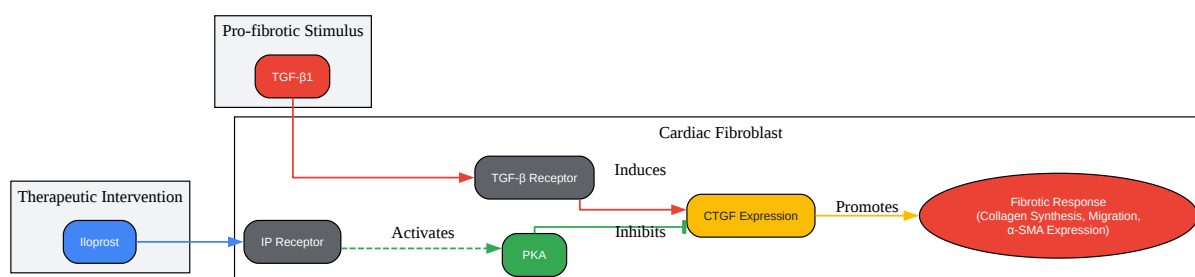 Pro-fibrotic Stimulus
TGF-β1
Cardiac Fibroblast
TGF-β Receptor
Induces
Therapeutic Intervention
Iloprost
IP Receptor
Activates
PKA
Inhibits
CTGF Expression
Promotes
Fibrotic Response
(Collagen Synthesis, Migration,
α-SMA Expression)